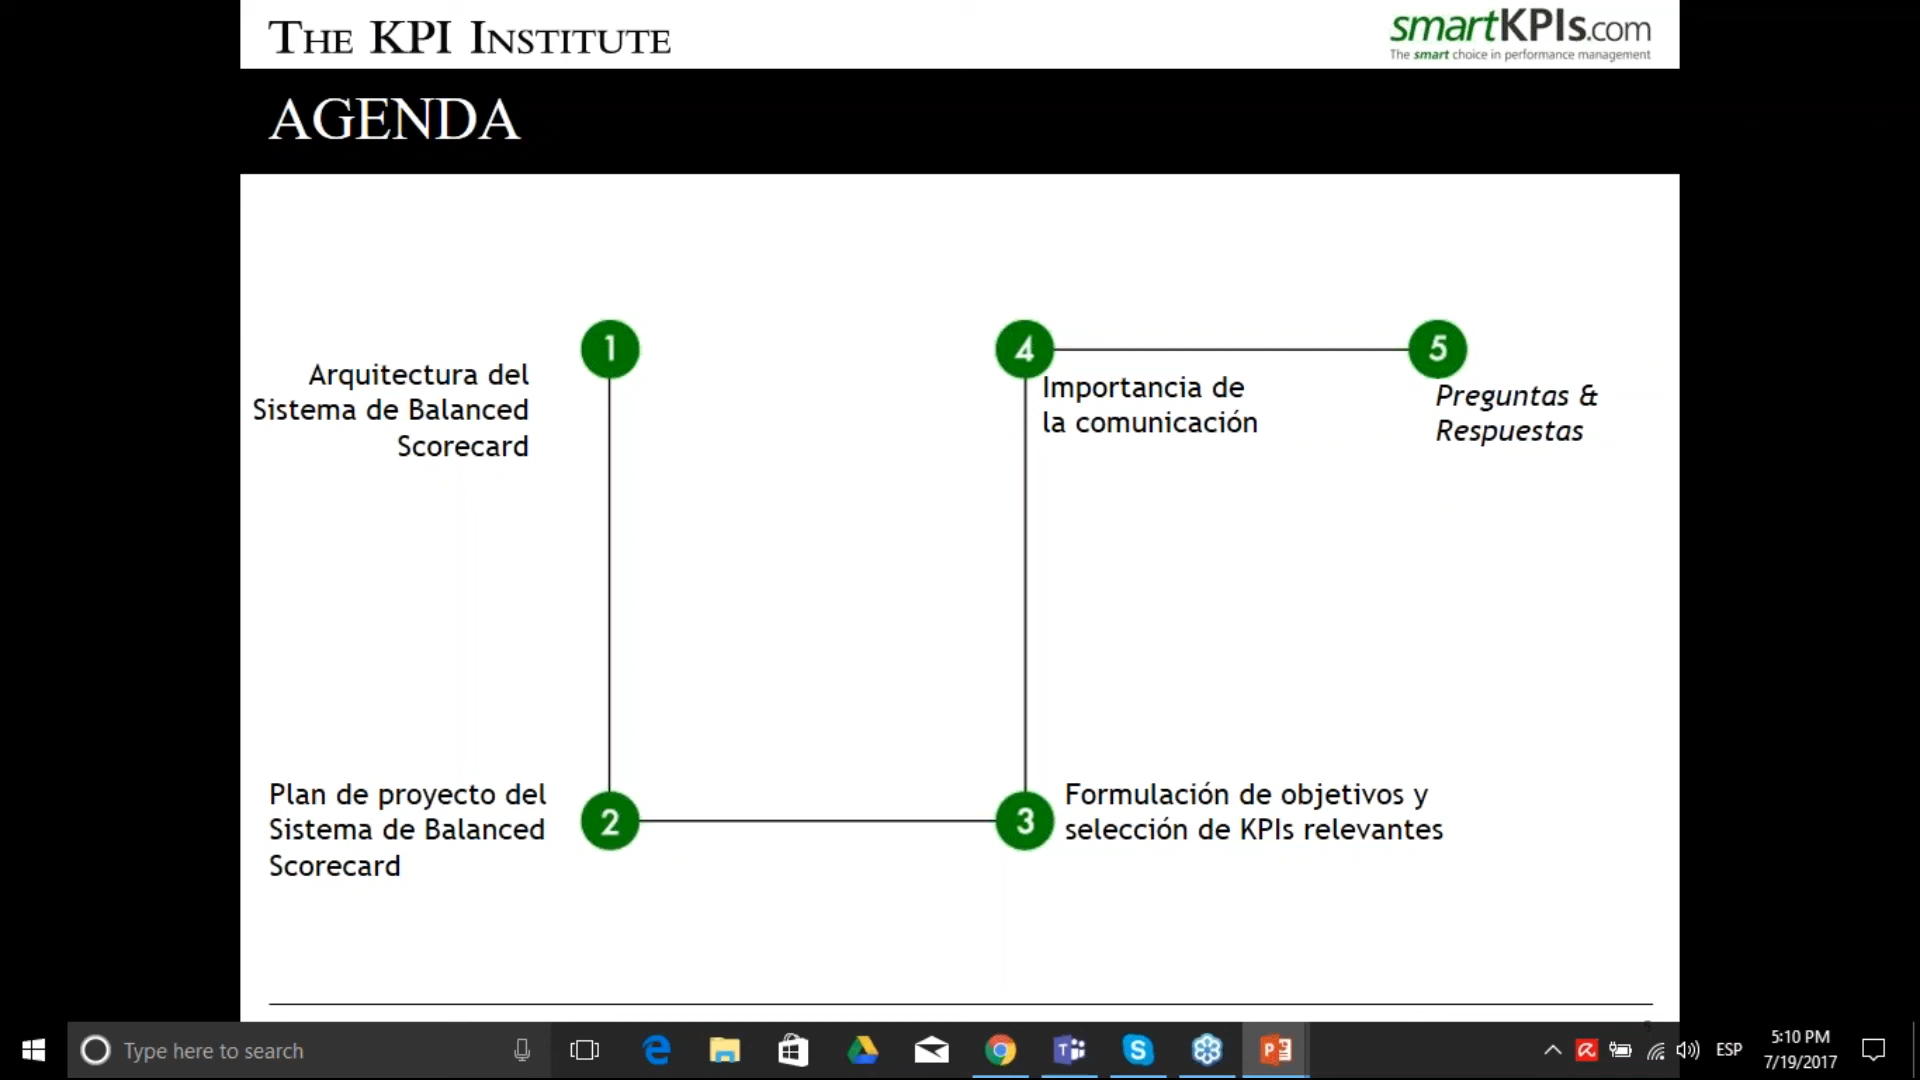 THE KPI INSTITUTE
smartKPIs.com
The smart choice in performance management
AGENDA
1
Arquitectura del
Sistema de Balanced
Scorecard
2
Plan de proyecto del
Sistema de Balanced
Scorecard
3
Formulación de objetivos y
selección de KPIs relevantes
4
Importancia de
la comunicación
5
Preguntas &
Respuestas
Type here to search
ESP
5:10 PM
7/19/2017